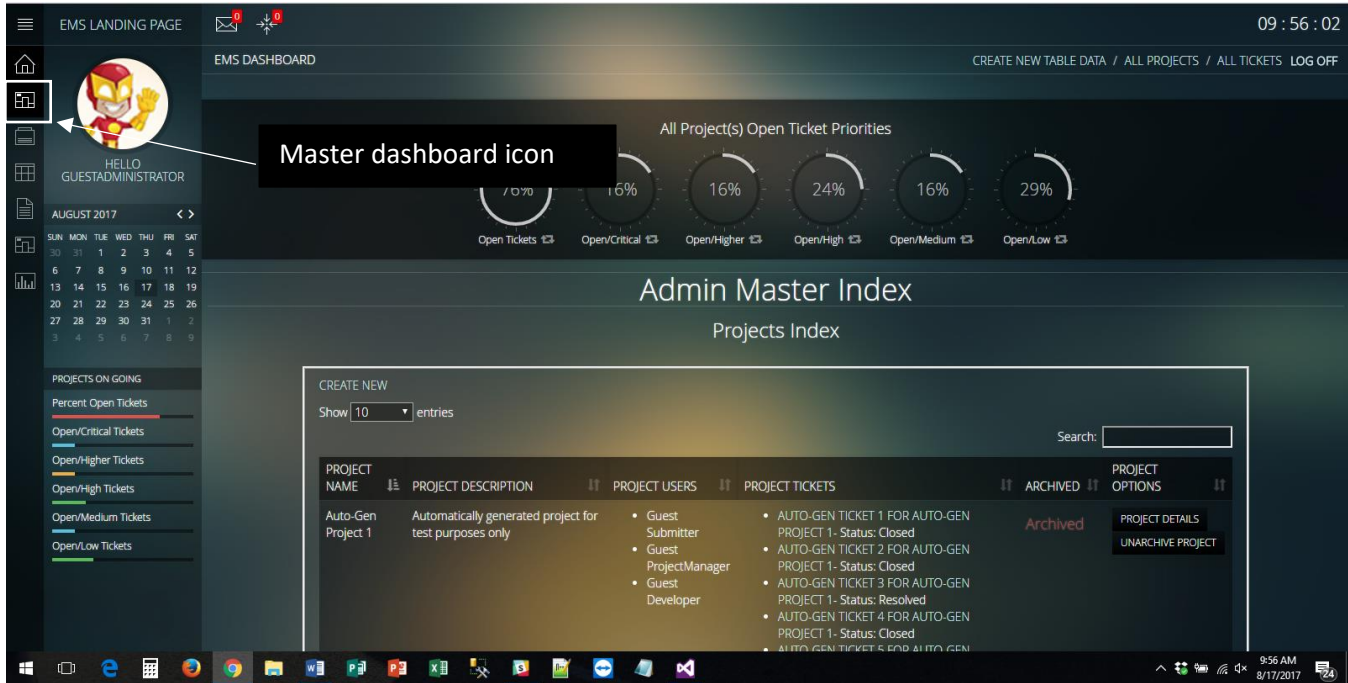 EMS LANDING PAGE
0
0
09 : 56 : 02
EMS DASHBOARD
CREATE NEW TABLE DATA / ALL PROJECTS / ALL TICKETS LOG OFF
HELLO
GUESTADMINISTRATOR
Master dashboard icon
All Project(s) Open Ticket Priorities
76%
16%
16%
24%
16%
29%
Open Tickets
Open/Critical
Open/Higher
Open/High
Open/Medium
Open/Low
AUGUST 2017
< >
SUN MON TUE WED THU FRI SAT
30 31 1 2 3 4 5
6 7 8 9 10 11 12
13 14 15 16 17 18 19
20 21 22 23 24 25 26
27 28 29 30 31 1 2
3 4 5 6 7 8 9
PROJECTS ON GOING
Percent Open Tickets
Open/Critical Tickets
Open/Higher Tickets
Open/High Tickets
Open/Medium Tickets
Open/Low Tickets
Admin Master Index
Projects Index
CREATE NEW
Show 10 entries
Search:
PROJECT
NAME
PROJECT DESCRIPTION
PROJECT USERS
PROJECT TICKETS
ARCHIVED
PROJECT
OPTIONS
Auto-Gen
Project 1
Automatically generated project for
test purposes only
• Guest
Submitter
• Guest
ProjectManager
• Guest
Developer
• AUTO-GEN TICKET 1 FOR AUTO-GEN
PROJECT 1- Status: Closed
• AUTO-GEN TICKET 2 FOR AUTO-GEN
PROJECT 1- Status: Closed
• AUTO-GEN TICKET 3 FOR AUTO-GEN
PROJECT 1- Status: Resolved
• AUTO-GEN TICKET 4 FOR AUTO-GEN
PROJECT 1- Status: Closed
• AUTO-GEN TICKET 5 FOR AUTO-GEN
Archived
PROJECT DETAILS
UNARCHIVE PROJECT
9:56 AM
8/17/2017
24